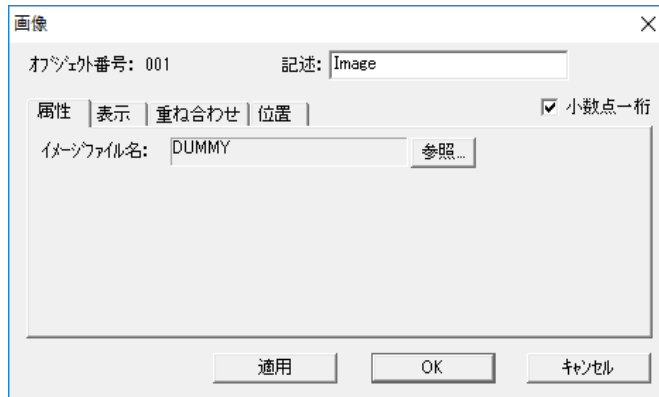 画像
ｵﾌﾞｼﾞｪｸﾄ番号: 001 記述: Image
属性 表示 重ね合わせ 位置 小数点一桁
ｲﾒｰｼﾞﾌｧｲﾙ名: DUMMY 参照...
適用 OK ｷｬﾝｾﾙ